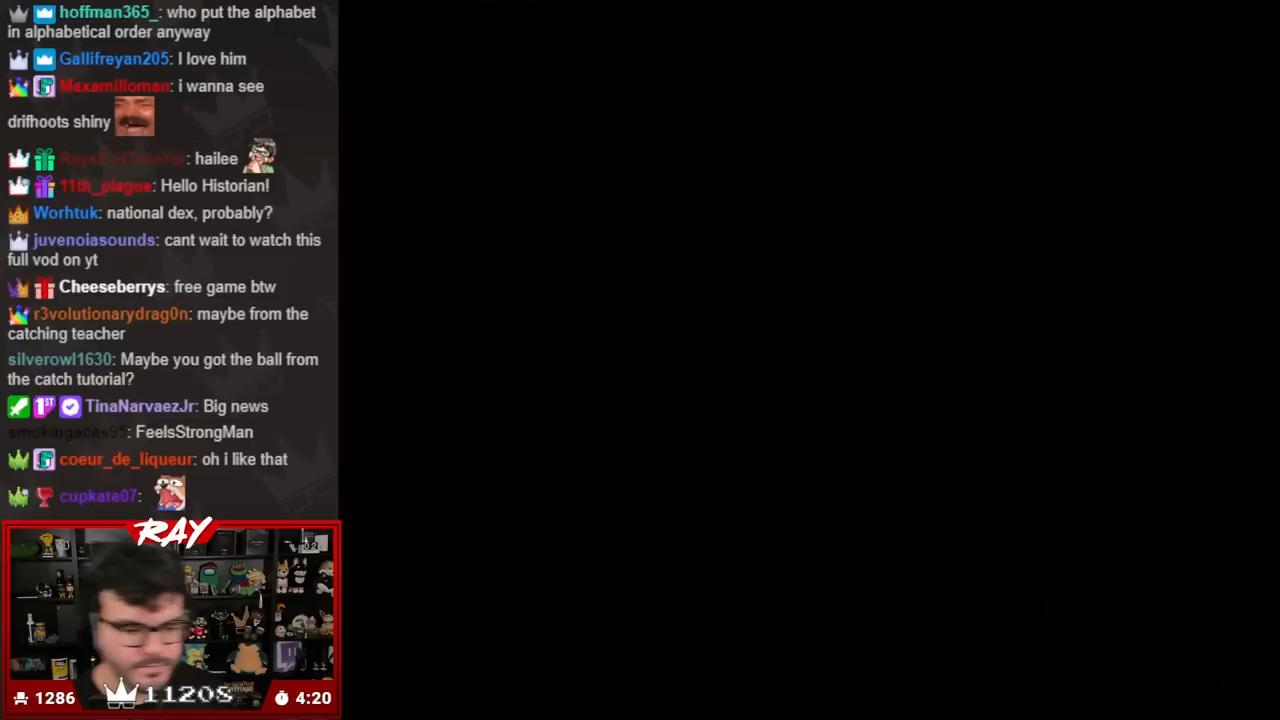 hoffman365_: who put the alphabet
in alphabetical order anyway
Gallifreyan205: I love him
Maxamilloman: i wanna see
drifhoots shiny
: hailee
11th_plague: Hello Historian!
Worhtuk: national dex, probably?
juvenoiasounds: cant wait to watch this
full vod on yt
Cheeseberrys: free game btw
r3volutionarydrag0n: maybe from the
catching teacher
silverowl1630: Maybe you got the ball from
the catch tutorial?
1ST TinaNarvaezJr: Big news
smokingaces95: FeelsStrongMan
coeur_de_liqueur: oh i like that
cupkate07:
RAY
1286
11208
4:20